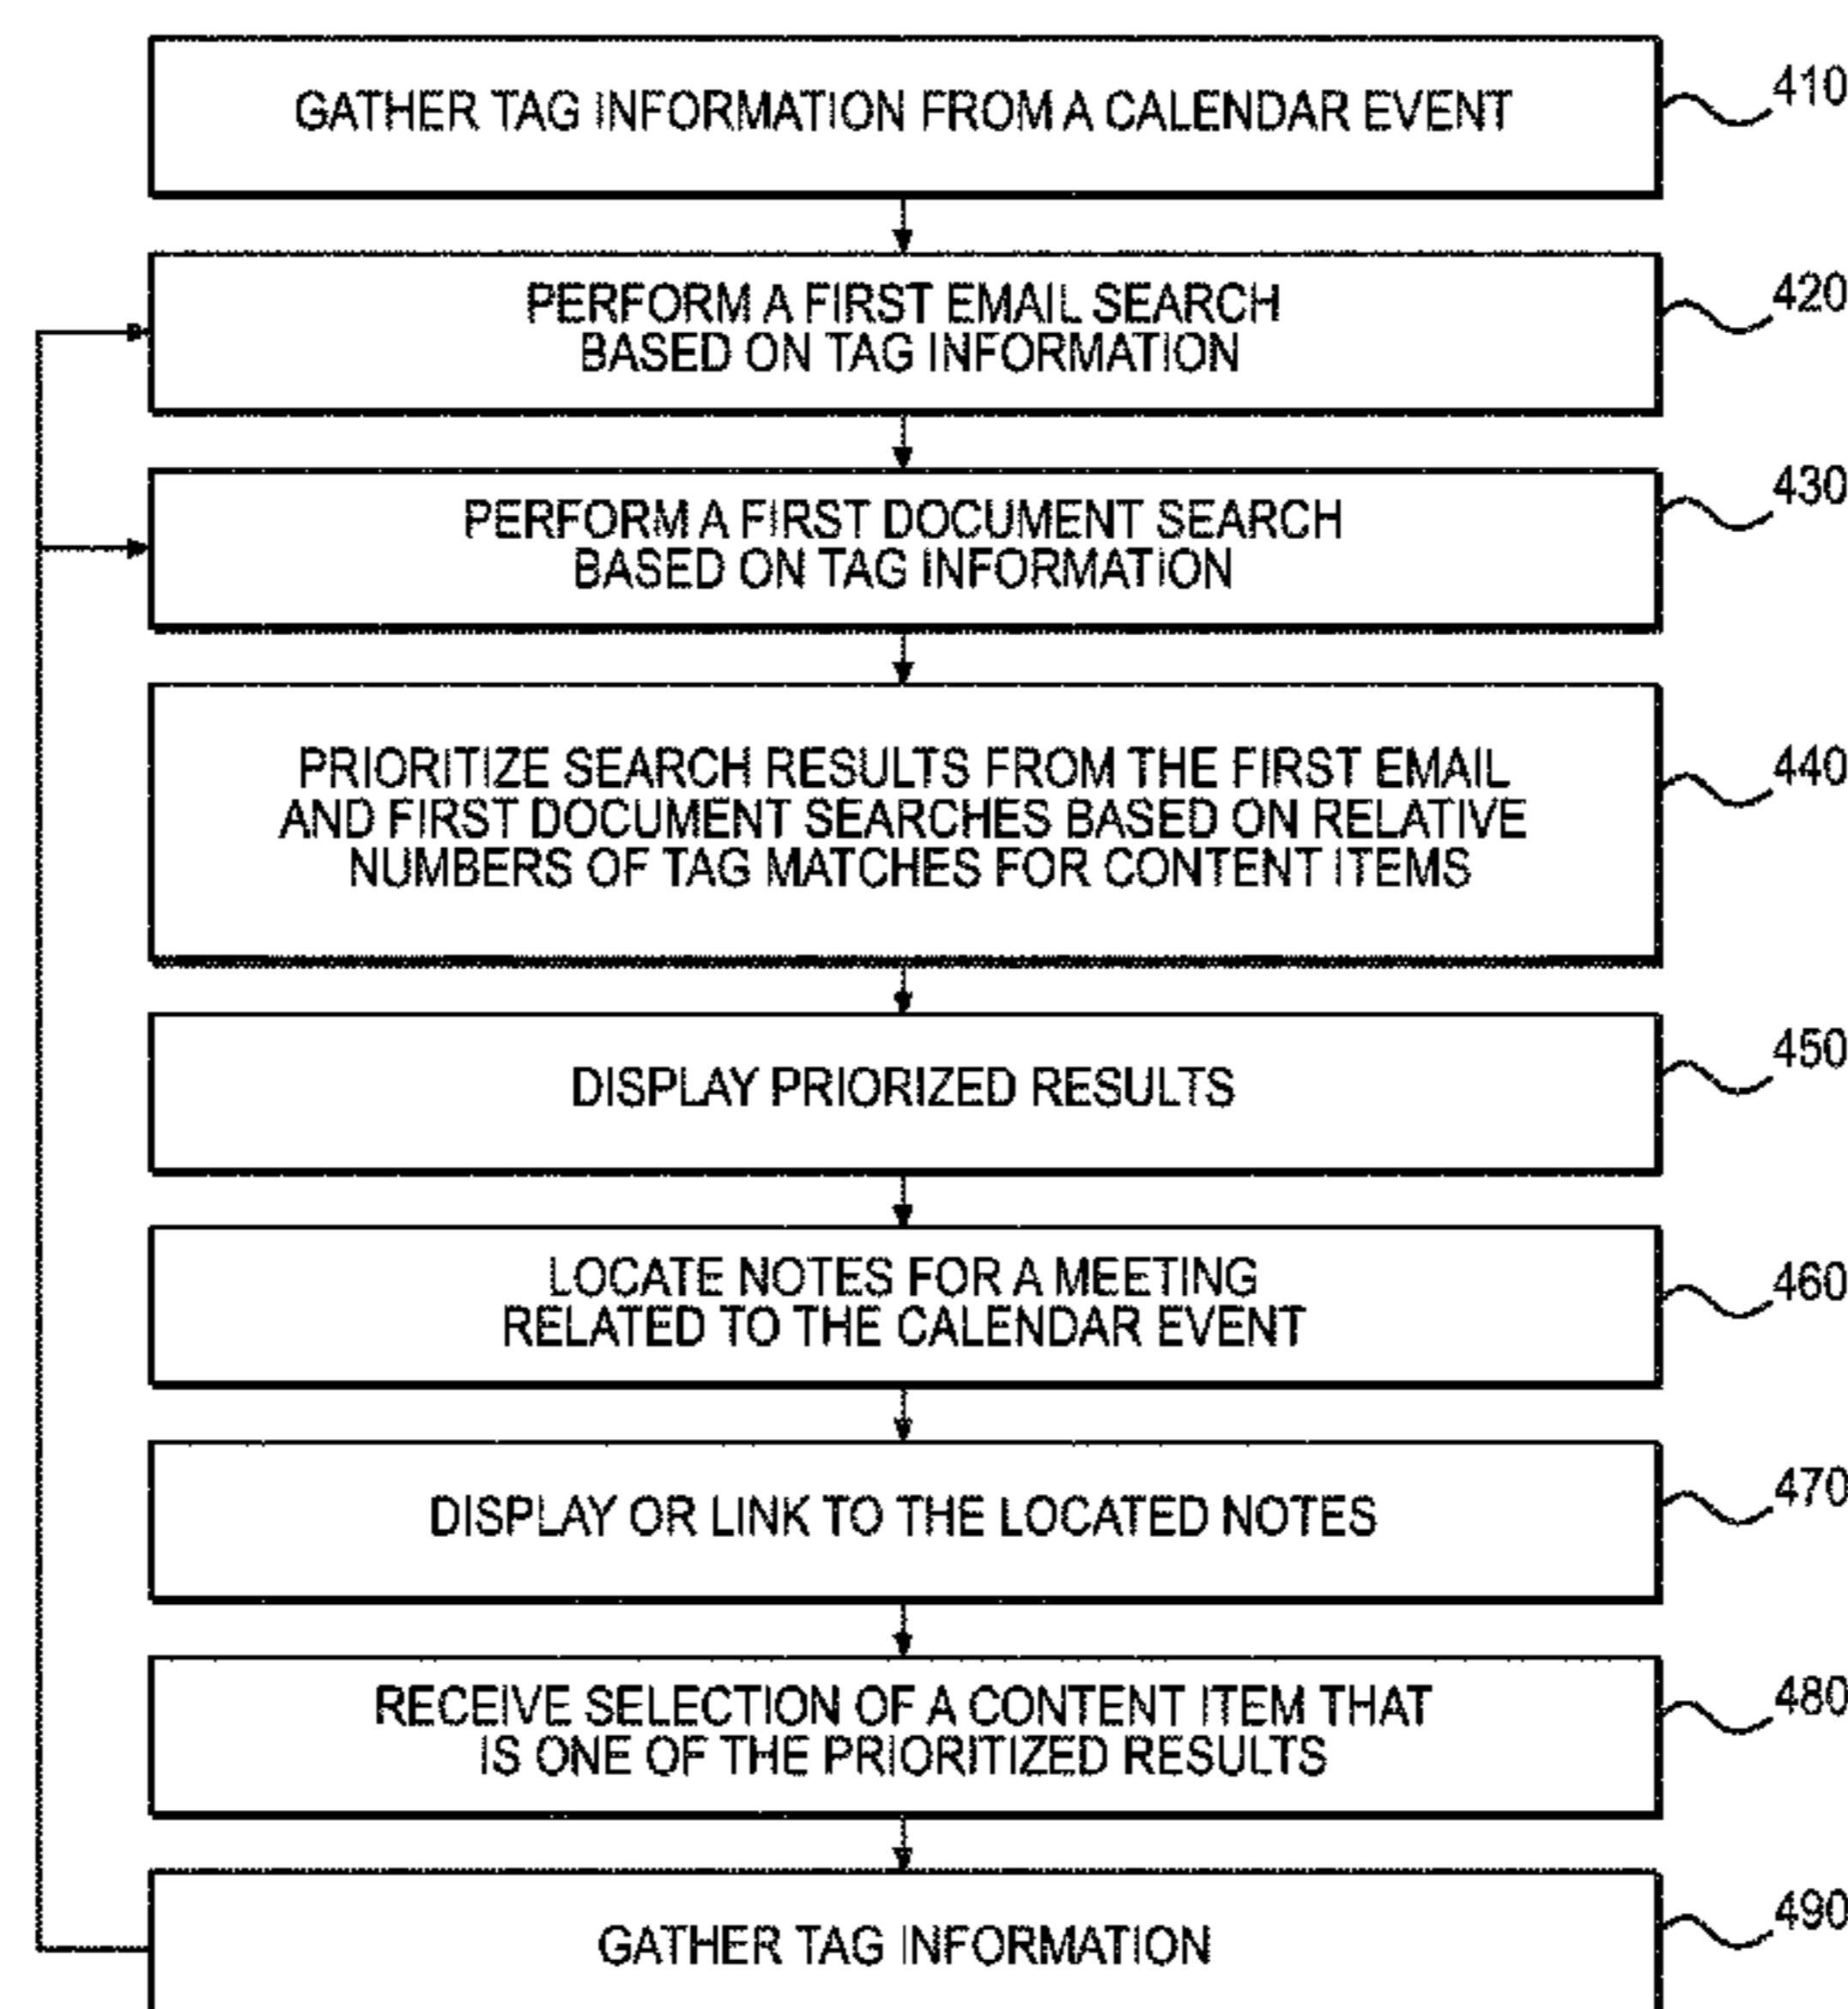 GATHER TAG INFORMATION FROM A CALENDAR EVENT
410
PERFORM A FIRST EMAIL SEARCH
BASED ON TAG INFORMATION
420
PERFORM A FIRST DOCUMENT SEARCH
BASED ON TAG INFORMATION
430
PRIORITIZE SEARCH RESULTS FROM THE FIRST EMAIL
AND FIRST DOCUMENT SEARCHES BASED ON RELATIVE
NUMBERS OF TAG MATCHES FOR CONTENT ITEMS
440
DISPLAY PRIORIZED RESULTS
450
LOCATE NOTES FOR A MEETING
RELATED TO THE CALENDAR EVENT
460
DISPLAY OR LINK TO THE LOCATED NOTES
470
RECEIVE SELECTION OF A CONTENT ITEM THAT
IS ONE OF THE PRIORITIZED RESULTS
480
GATHER TAG INFORMATION
490